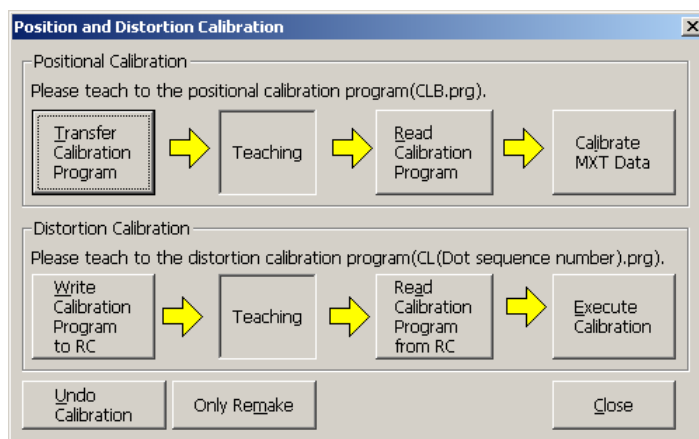 Position and Distortion Calibration
Positional Calibration
Please teach to the positional calibration program(CLB.prg).
Transfer
Calibration
Program
Teaching
Read
Calibration
Program
Calibrate
MXT Data
Distortion Calibration
Please teach to the distortion calibration program(CL(Dot sequence number).prg).
Write
Calibration
Program
to RC
Teaching
Read
Calibration
Program
from RC
Execute
Calibration
Undo
Calibration
Only Remake
Close